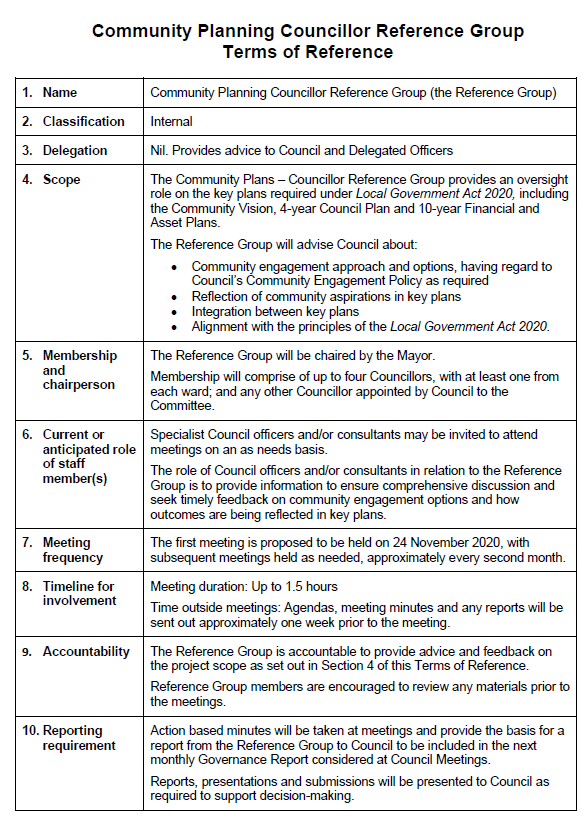 Community Planning Councillor Reference Group
Terms of Reference
1. Name
Community Planning Councillor Reference Group (the Reference Group)
2. Classification
Internal
3. Delegation
Nil. Provides advice to Council and Delegated Officers
4. Scope
The Community Plans – Councillor Reference Group provides an oversight
role on the key plans required under Local Government Act 2020, including
the Community Vision, 4-year Council Plan and 10-year Financial and
Asset Plans.
The Reference Group will advise Council about:
• Community engagement approach and options, having regard to
Council's Community Engagement Policy as required
• Reflection of community aspirations in key plans
• Integration between key plans
• Alignment with the principles of the Local Government Act 2020.
5. Membership
and
chairperson
The Reference Group will be chaired by the Mayor.
Membership will comprise of up to four Councillors, with at least one from
each ward; and any other Councillor appointed by Council to the
Committee.
6. Current or
anticipated role
of staff
member(s)
Specialist Council officers and/or consultants may be invited to attend
meetings on an as needs basis.
The role of Council officers and/or consultants in relation to the Reference
Group is to provide information to ensure comprehensive discussion and
seek timely feedback on community engagement options and how
outcomes are being reflected in key plans.
7. Meeting
frequency
The first meeting is proposed to be held on 24 November 2020, with
subsequent meetings held as needed, approximately every second month.
8. Timeline for
involvement
Meeting duration: Up to 1.5 hours
Time outside meetings: Agendas, meeting minutes and any reports will be
sent out approximately one week prior to the meeting.
9. Accountability
The Reference Group is accountable to provide advice and feedback on
the project scope as set out in Section 4 of this Terms of Reference.
Reference Group members are encouraged to review any materials prior to
the meetings.
10. Reporting
requirement
Action based minutes will be taken at meetings and provide the basis for a
report from the Reference Group to Council to be included in the next
monthly Governance Report considered at Council Meetings.
Reports, presentations and submissions will be presented to Council as
required to support decision-making.